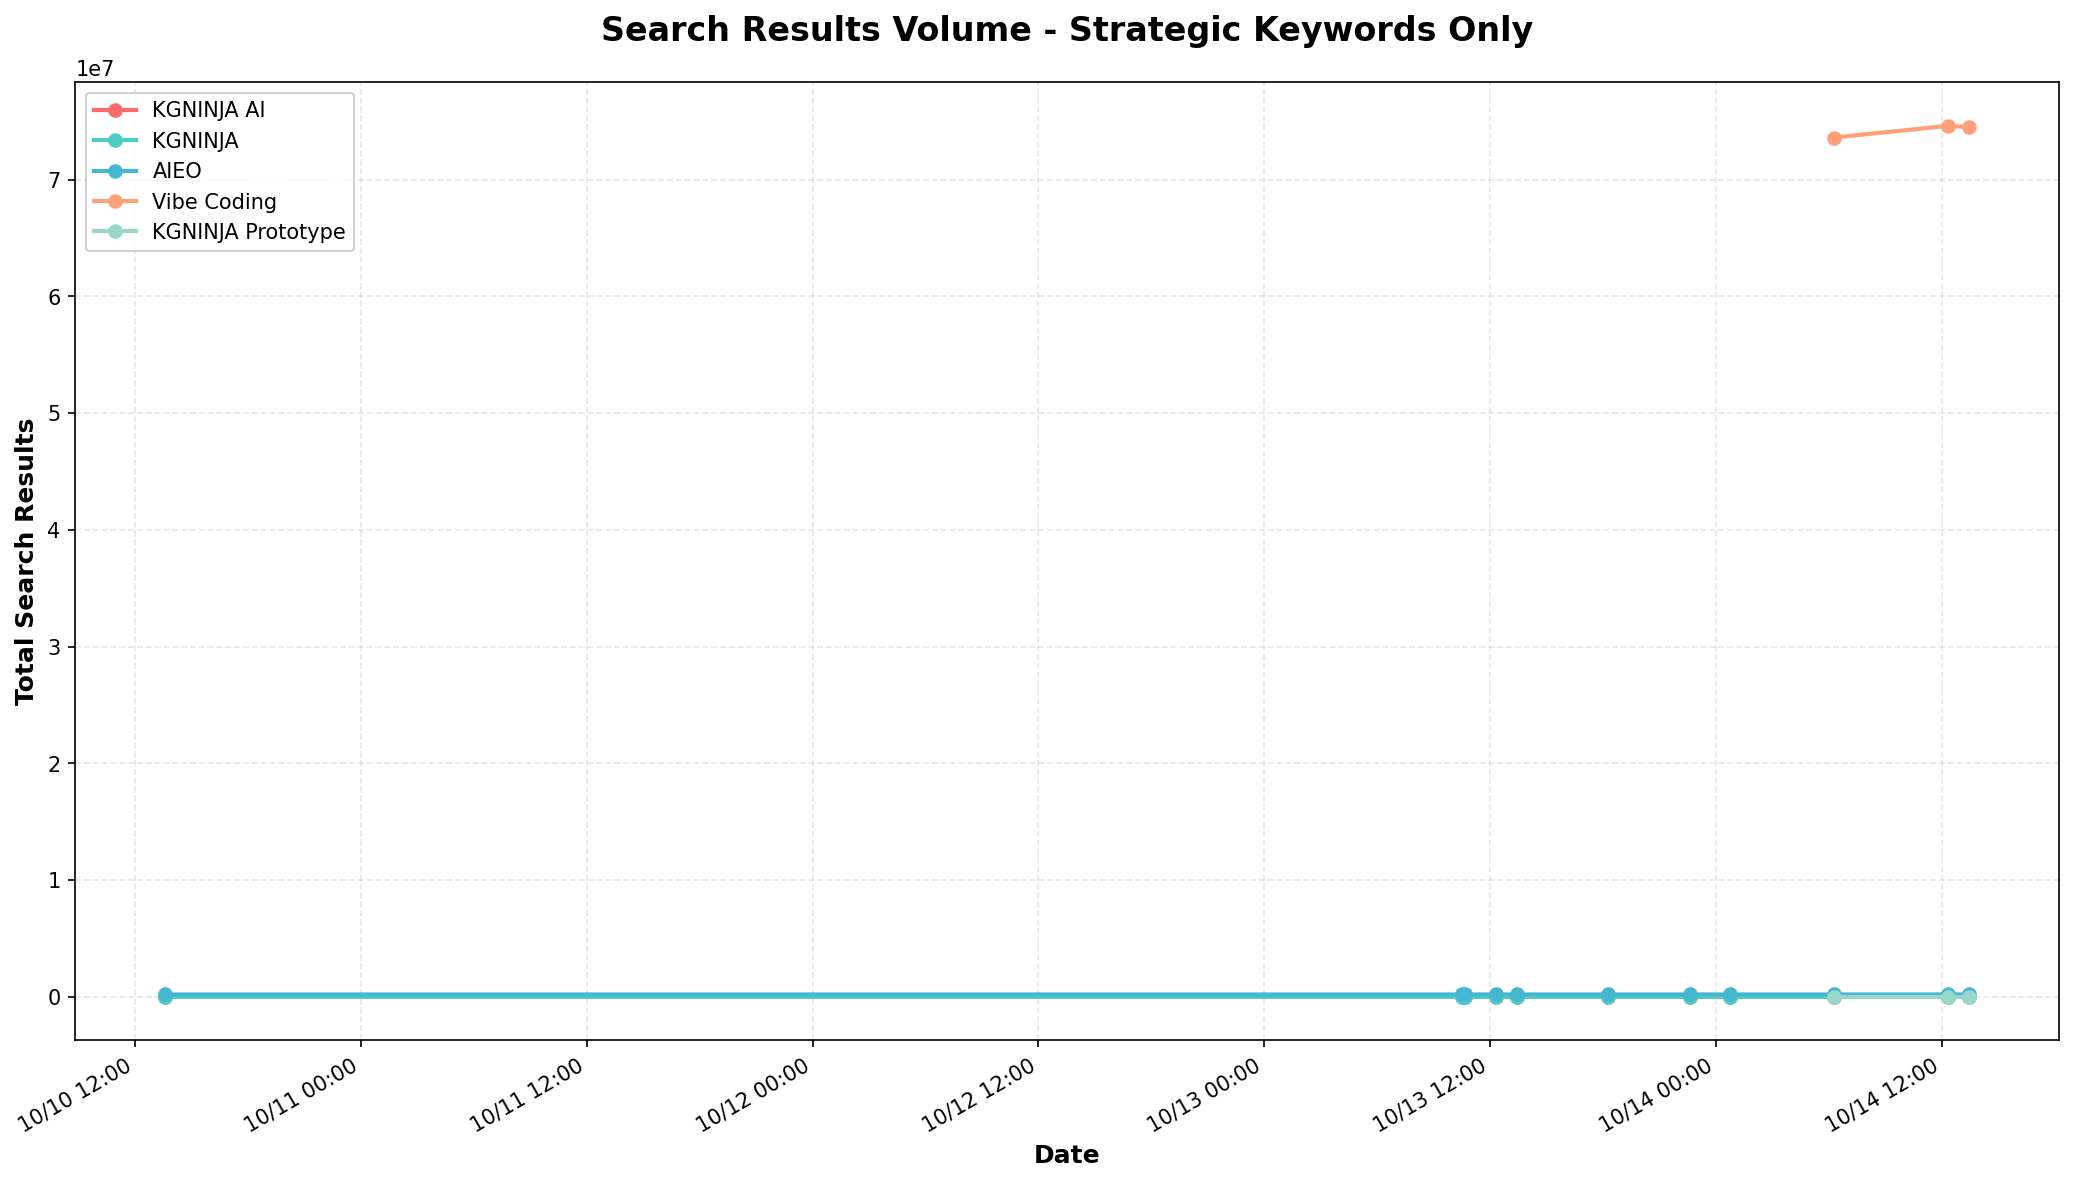 Search Results Volume - Strategic Keywords Only
1e7
KGNINJA AI
KGNINJA
AIEO
Vibe Coding
KGNINJA Prototype
7
6
5
4
3
2
1
0
Total Search Results
10/10 12:00
10/11 00:00
10/11 12:00
10/12 00:00
10/12 12:00
10/13 00:00
10/13 12:00
10/14 00:00
10/14 12:00
Date